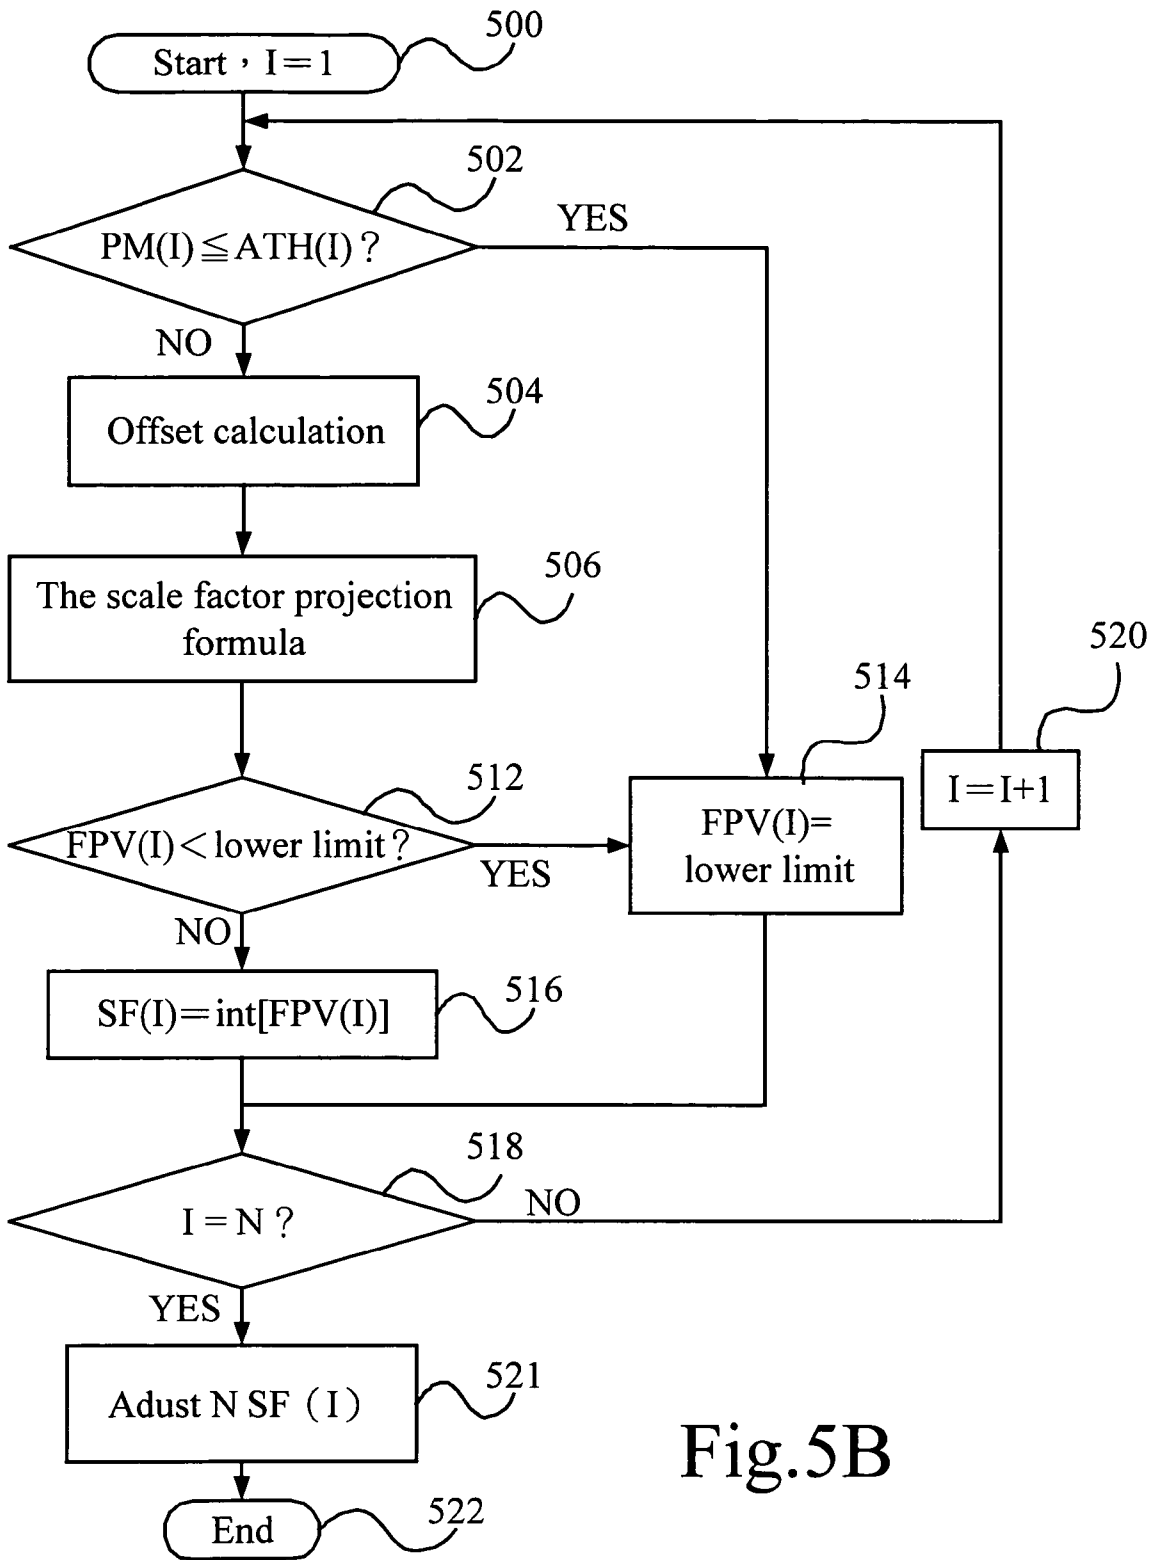 500
Start，I＝1
502
YES
PM(I)≦ATH(I)？
NO
504
Offset calculation
506
The scale factor projection
formula
520
514
512
I＝I+1
FPV(I)＜lower limit？
FPV(I)=
lower limit
YES
NO
516
SF(I)＝int[FPV(I)]
518
NO
I = N？
YES
521
Adust N SF（I）
Fig.5B
522
End